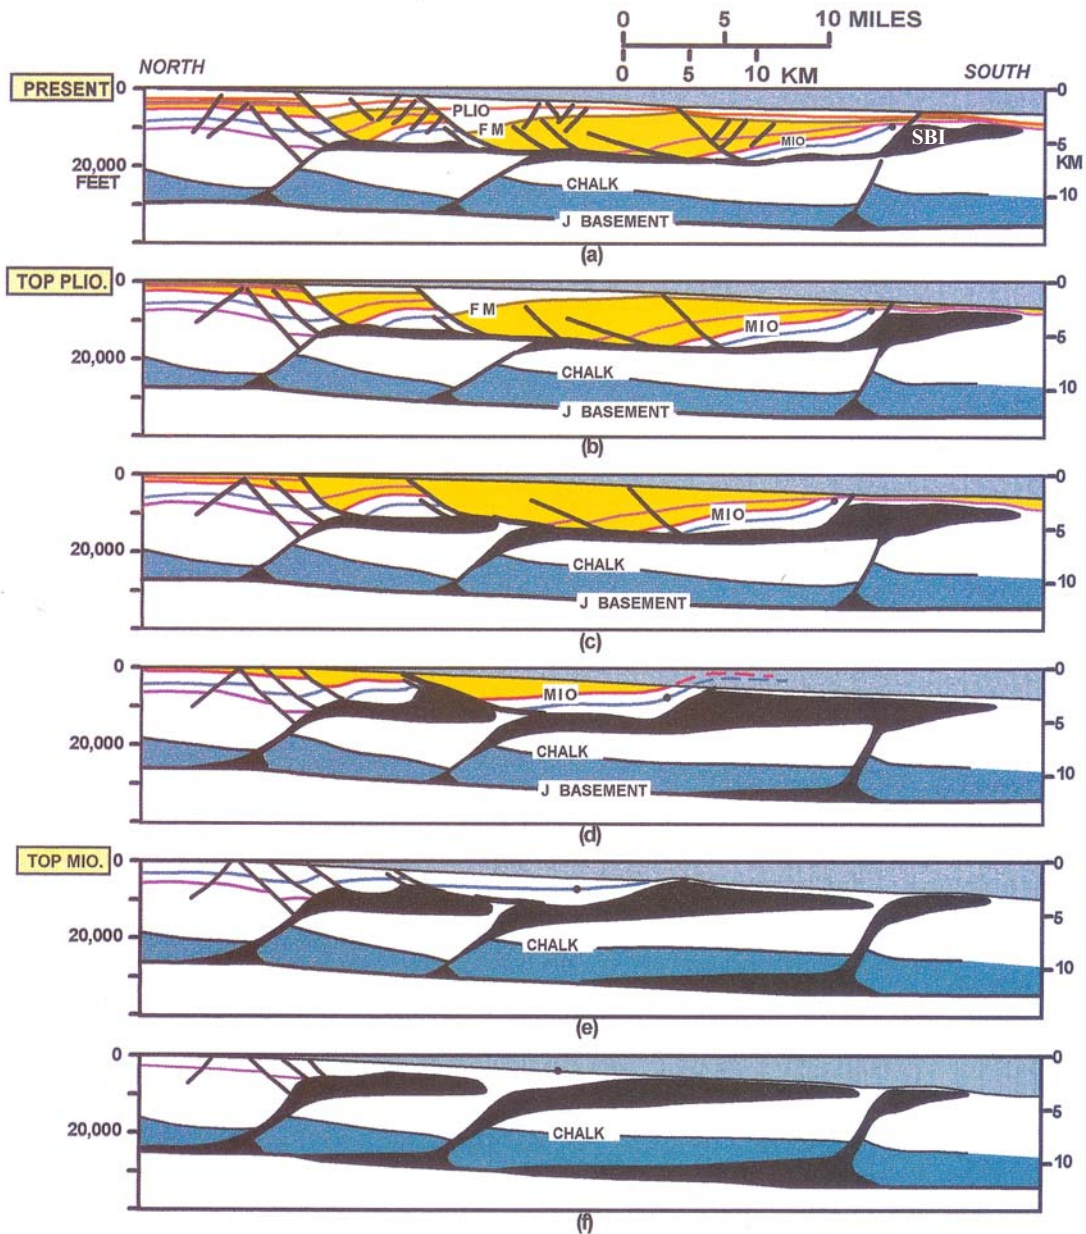 0 5 10 MILES
0 5 10 KM
NORTH SOUTH
PRESENT 0 0
PLIO
FM
MIO SBI
5
20,000 KM
FEET
CHALK
10
J BASEMENT
(a)
TOP PLIO. 0 0
FM
MIO
5
20,000
CHALK
10
J BASEMENT
(b)
0 0
MIO
5
20,000
CHALK
10
J BASEMENT
(c)
0 0
MIO
5
20,000
CHALK
10
J BASEMENT
(d)
TOP MIO. 0 0
5
20,000
CHALK
10
(e)
0 0
5
20,000
CHALK
10
(f)